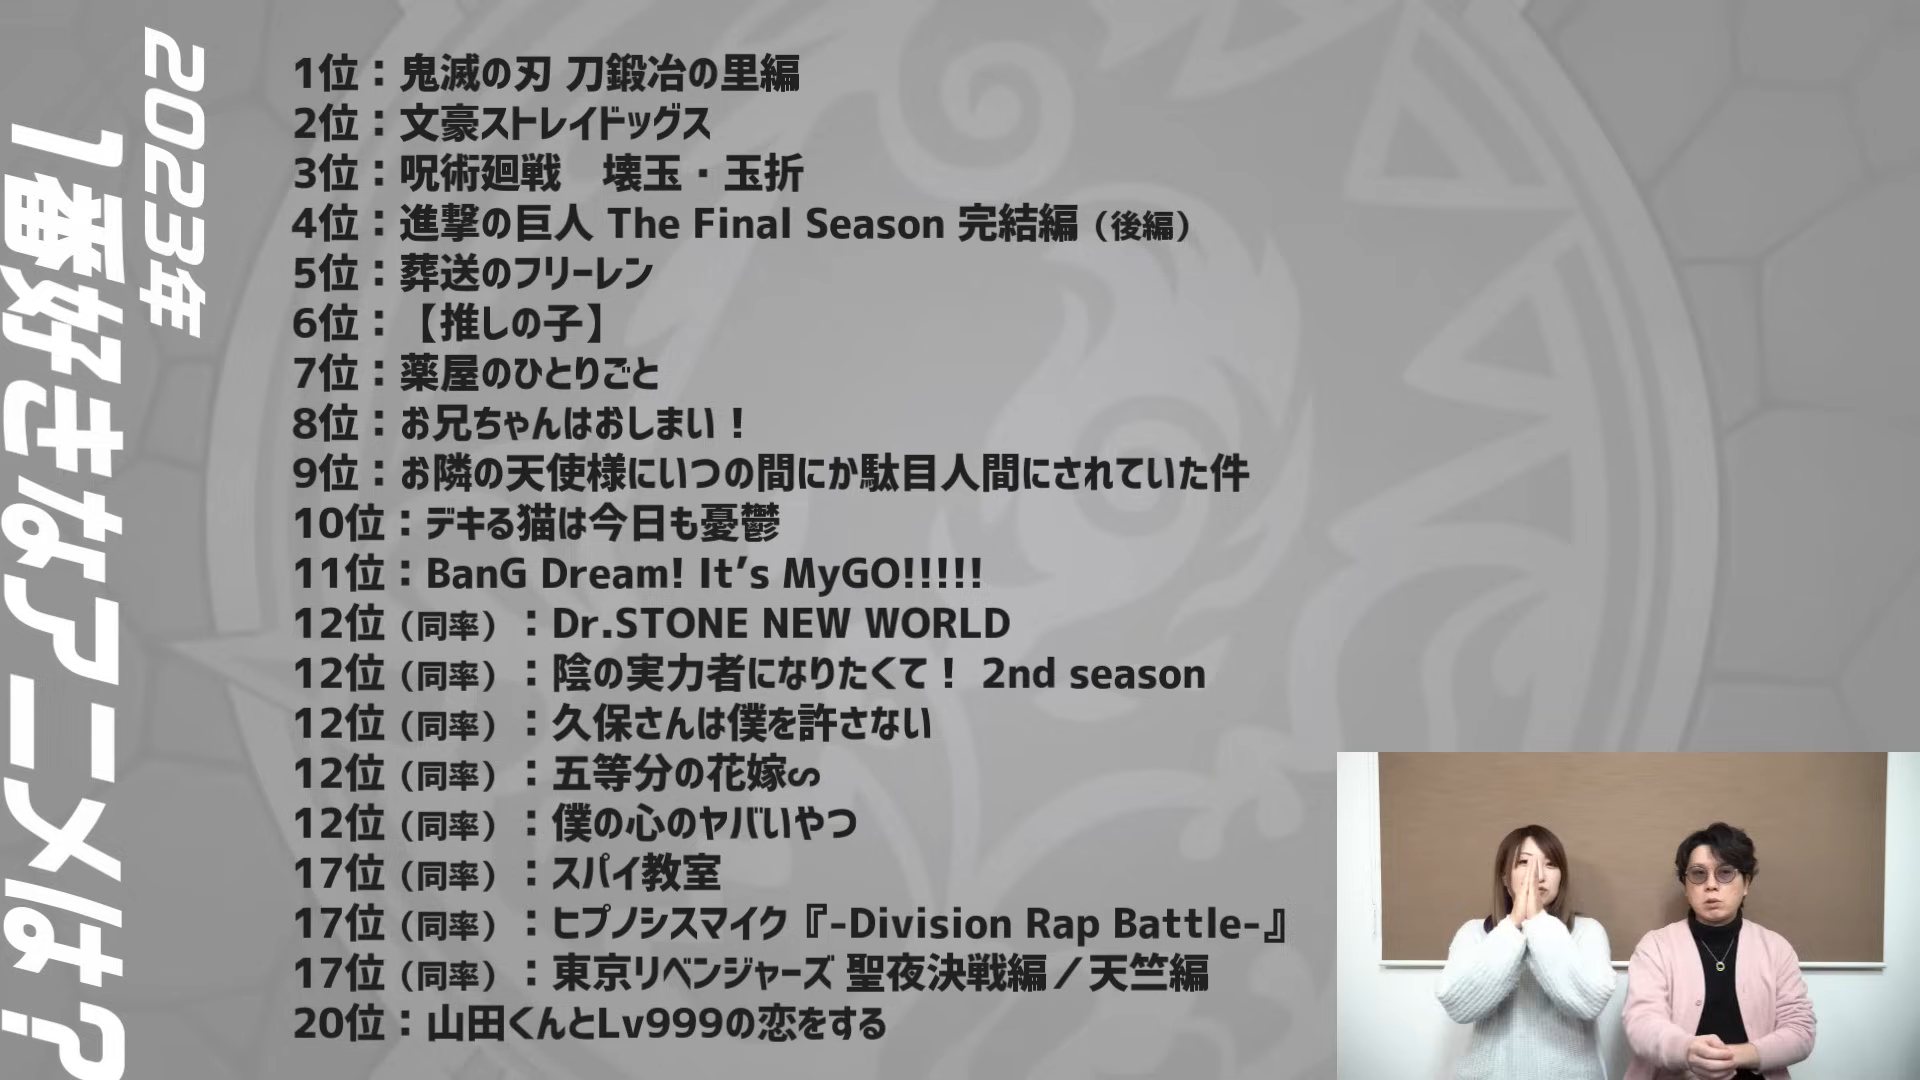 2023年
1番好きなアニメは?
1位：鬼滅の刃 刀鍛冶の里編
2位：文豪ストレイドッグス
3位：呪術廻戦　壊玉・玉折
4位：進撃の巨人 The Final Season 完結編（後編）
5位：葬送のフリーレン
6位：【推しの子】
7位：薬屋のひとりごと
8位：お兄ちゃんはおしまい！
9位：お隣の天使様にいつの間にか駄目人間にされていた件
10位：デキる猫は今日も憂鬱
11位：BanG Dream! It’s MyGO!!!!!
12位（同率）：Dr.STONE NEW WORLD
12位（同率）：陰の実力者になりたくて！ 2nd season
12位（同率）：久保さんは僕を許さない
12位（同率）：五等分の花嫁∽
12位（同率）：僕の心のヤバいやつ
17位（同率）：スパイ教室
17位（同率）：ヒプノシスマイク『-Division Rap Battle-』
17位（同率）：東京リベンジャーズ 聖夜決戦編／天竺編
20位：山田くんとLv999の恋をする